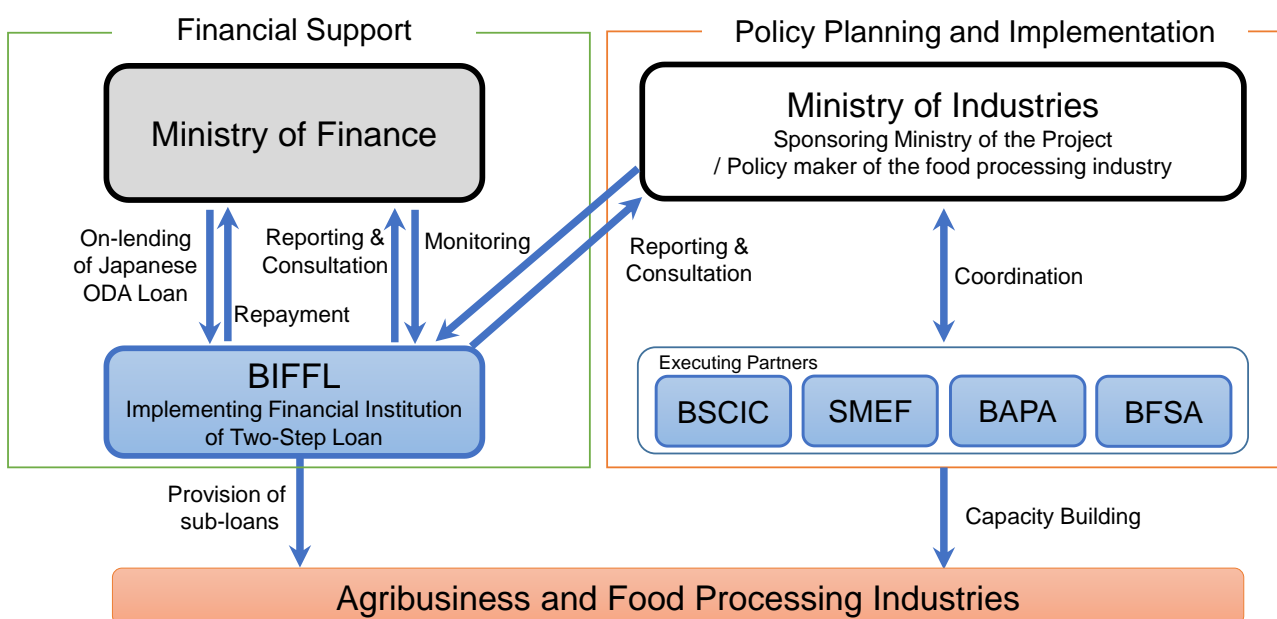 Financial Support
Policy Planning and Implementation
Ministry of Finance
Ministry of Industries
Sponsoring Ministry of the Project
/ Policy maker of the food processing industry
On-lending
of Japanese
ODA Loan
Repayment
Reporting &
Consultation
Monitoring
Reporting &
Consultation
Coordination
BIFFL
Implementing Financial Institution
of Two-Step Loan
Executing Partners
BSCIC
SMEF
BAPA
BFSA
Provision of
sub-loans
Capacity Building
Agribusiness and Food Processing Industries